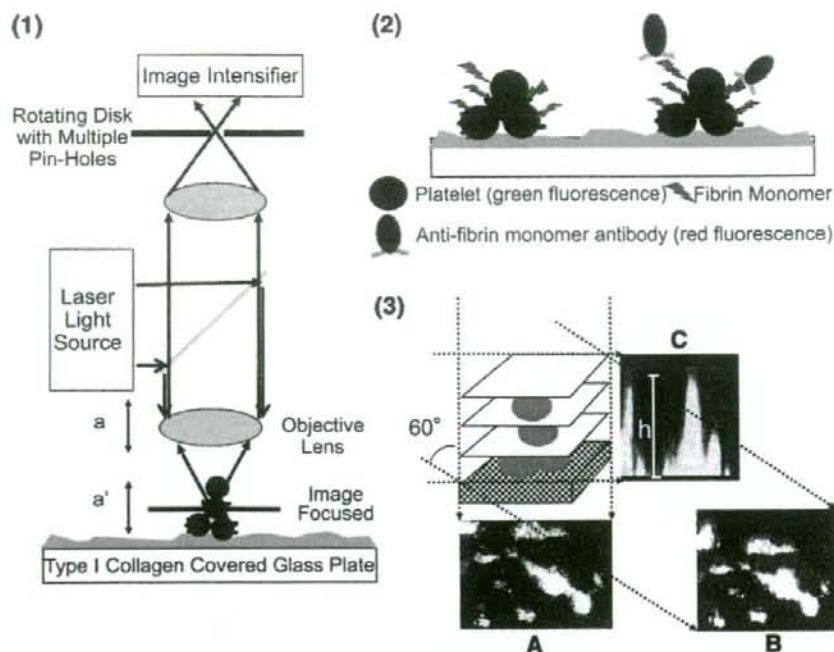 (1)
Image Intensifier
Rotating Disk
with Multiple
Pin-Holes
Laser
Light
Source
a
Objective
Lens
a'
Image
Focused
Type I Collagen Covered Glass Plate
(2)
Platelet (green fluorescence)
Fibrin Monomer
Anti-fibrin monomer antibody (red fluorescence)
(3)
C
60°
h
A
B